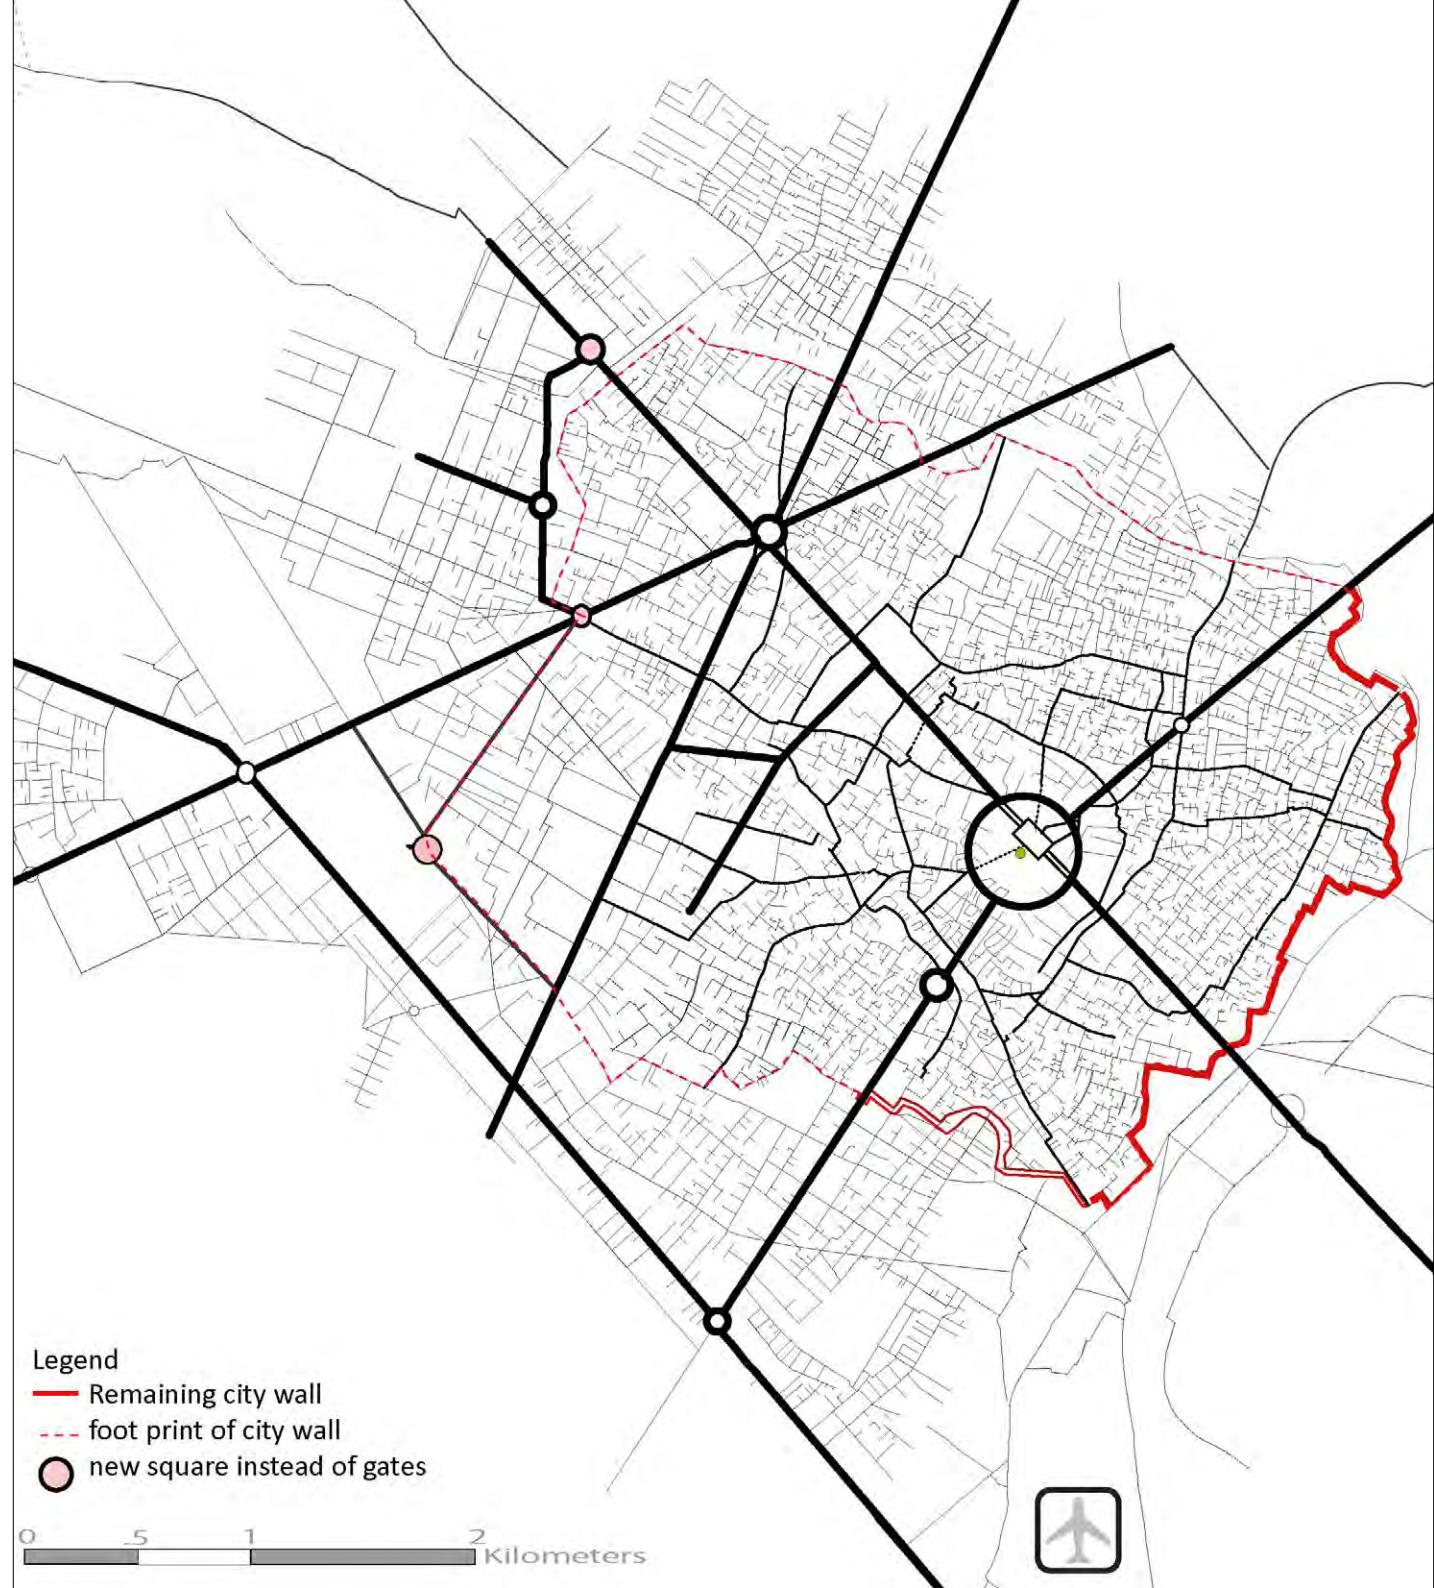 Legend
Remaining city wall
foot print of city wall
new square instead of gates
0 .5 1 2
Kilometers